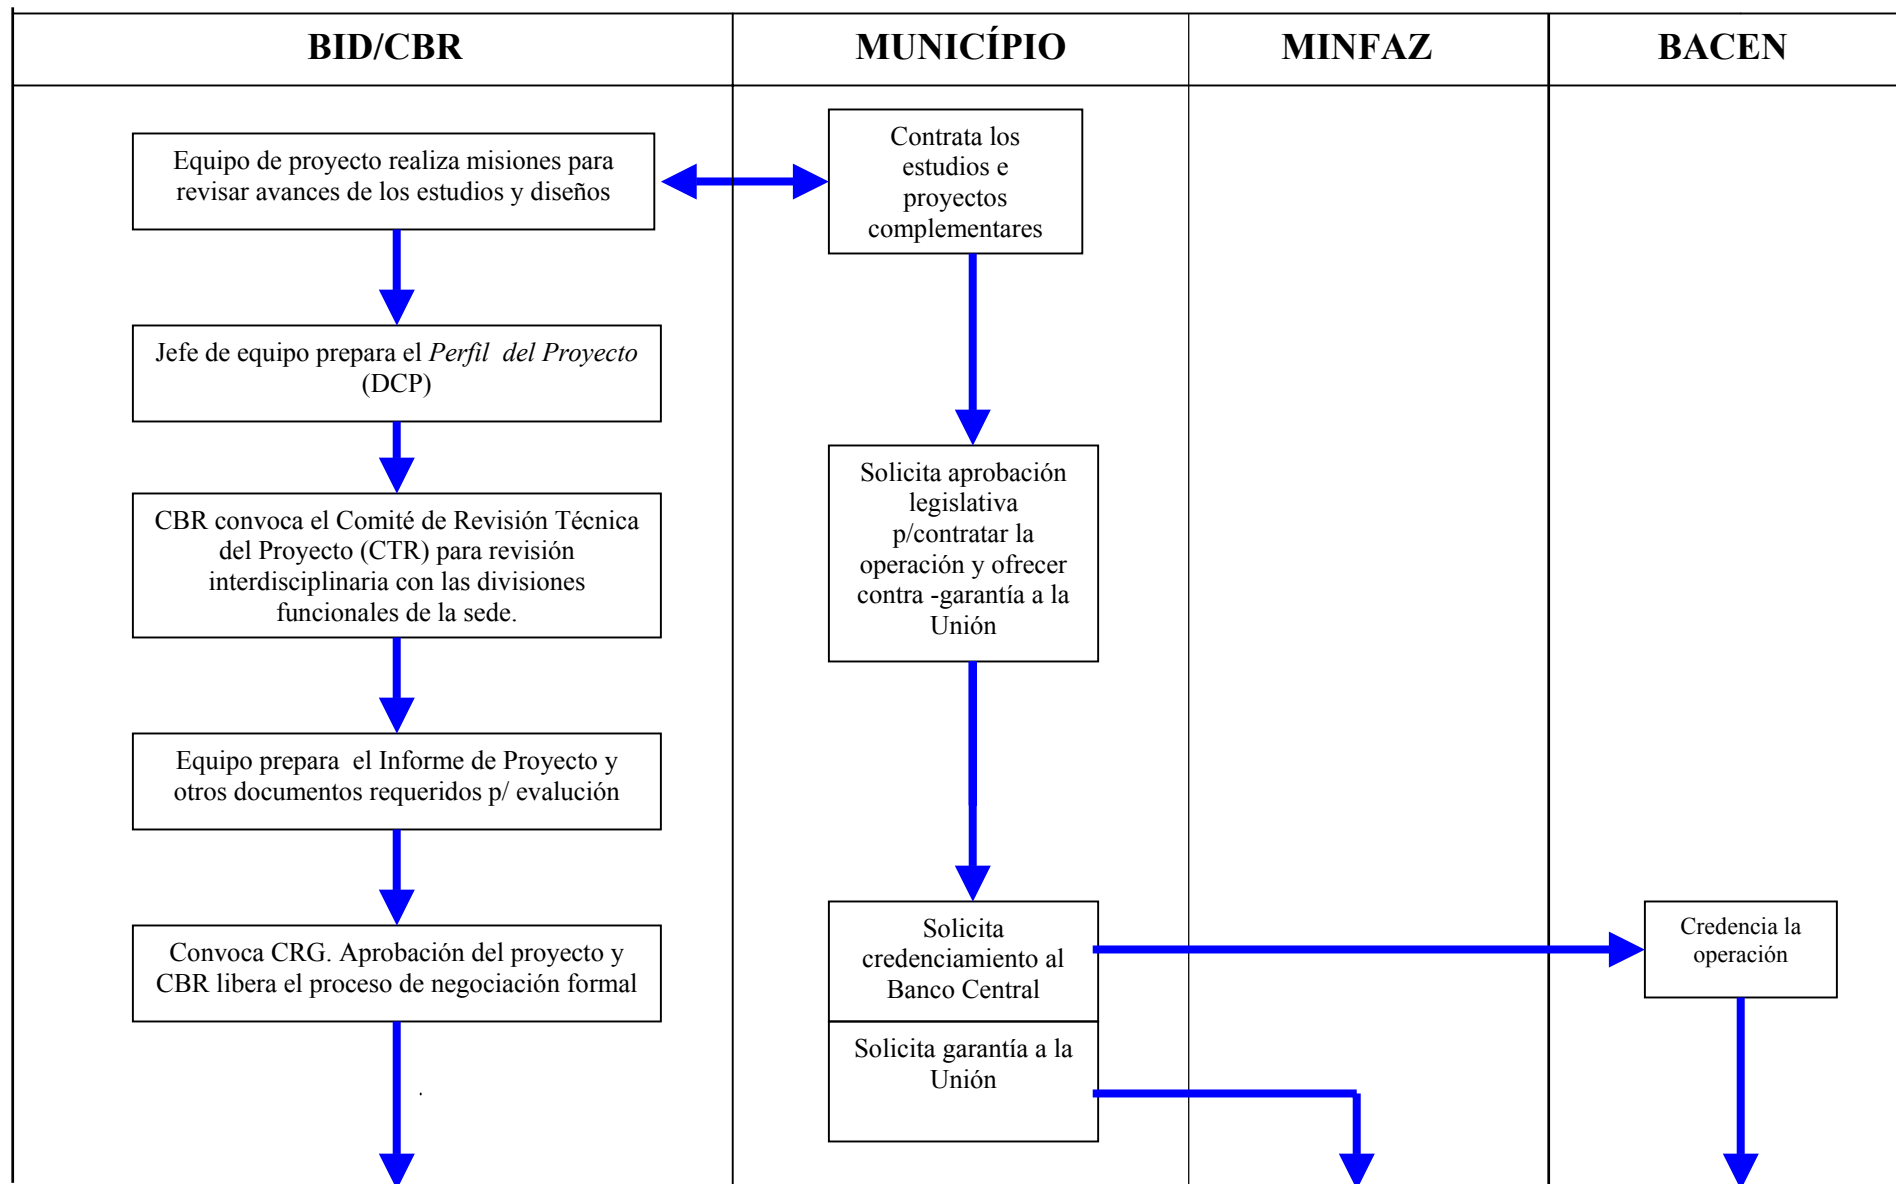 BID/CBR
MUNICÍPIO
MINFAZ
BACEN
Equipo de proyecto realiza misiones para
revisar avances de los estudios y diseños
Contrata los
estudios e
proyectos
complementares
Jefe de equipo prepara el Perfil del Proyecto
(DCP)
CBR convoca el Comité de Revisión Técnica
del Proyecto (CTR) para revisión
interdisciplinaria con las divisiones
funcionales de la sede.
Solicita aprobación
legislativa
p/contratar la
operación y ofrecer
contra -garantía a la
Unión
Equipo prepara el Informe de Proyecto y
otros documentos requeridos p/ evalución
Convoca CRG. Aprobación del proyecto y
CBR libera el proceso de negociación formal
Solicita
credenciamiento al
Banco Central
Credencia la
operación
Solicita garantía a la
Unión
.